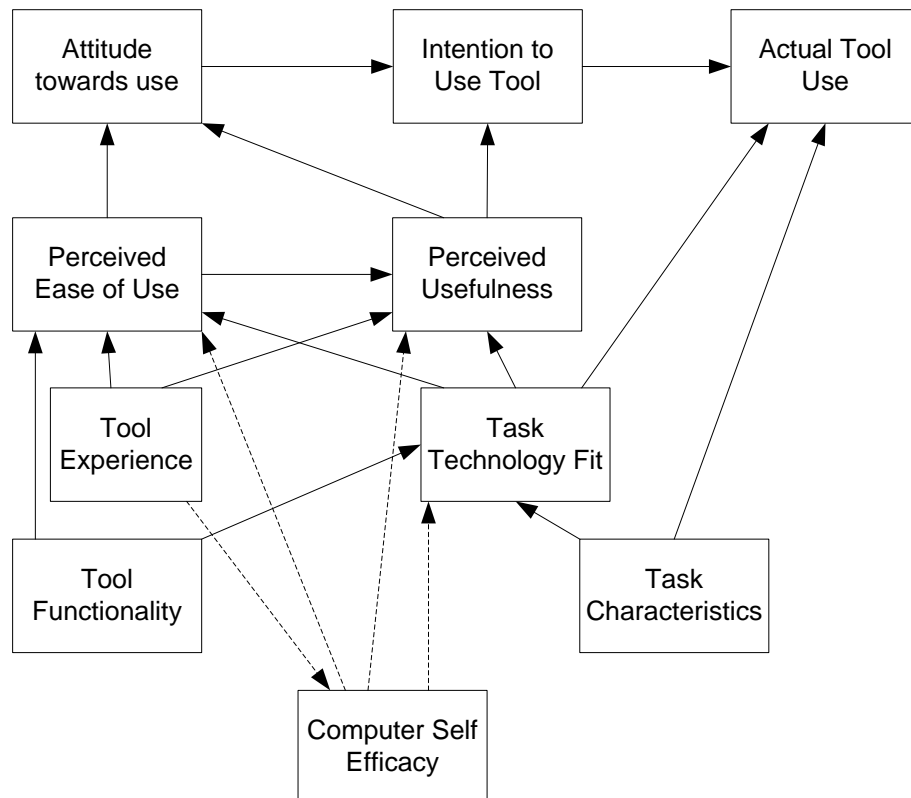 Attitude
towards use
Intention to
Use Tool
Actual Tool
Use
Perceived
Ease of Use
Perceived
Usefulness
Tool
Experience
Task
Technology Fit
Tool
Functionality
Task
Characteristics
Computer Self
Efficacy